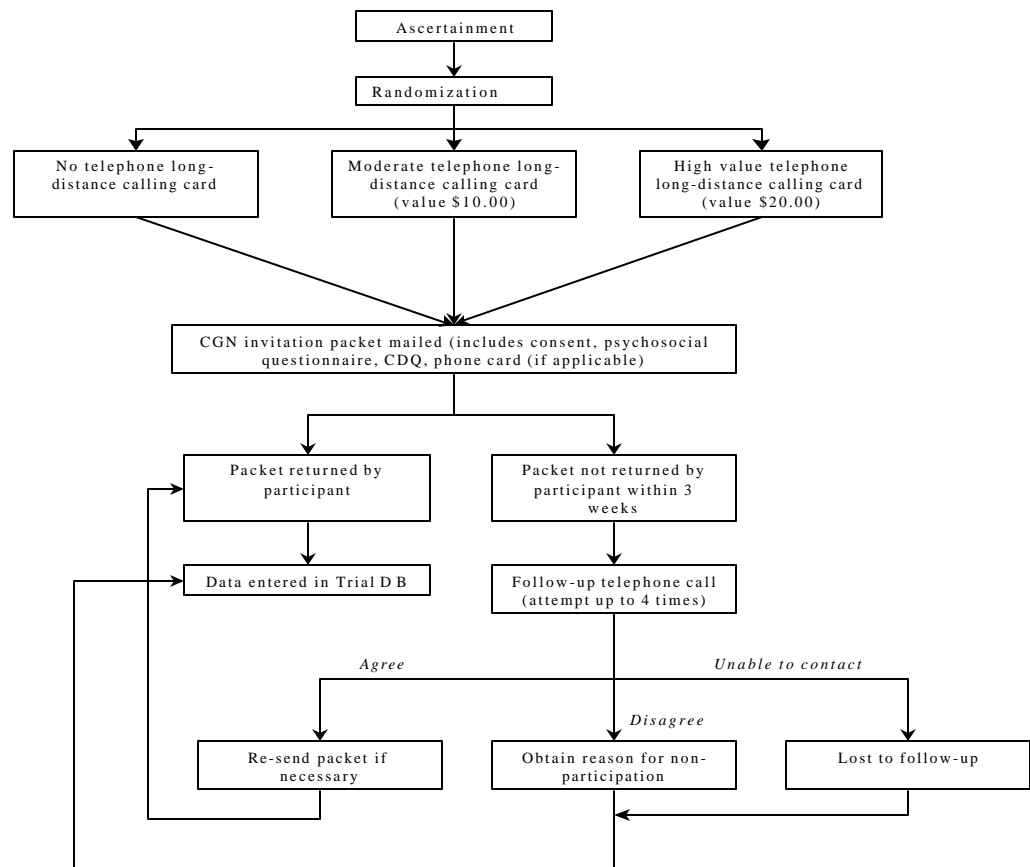 Ascertainment
Randomization
No telephone long-
distance calling card
Moderate telephone long-
distance calling card
(value $10.00)
High value telephone
long-distance calling card
(value $20.00)
CGN invitation packet mailed (includes consent, psychosocial
questionnaire, CDQ, phone card (if applicable)
Packet returned by
participant
Packet not returned by
participant within 3
weeks
Data entered in Trial DB
Follow-up telephone call
(attempt up to 4 times)
Agree
Unable to contact
Disagree
Re-send packet if
necessary
Obtain reason for non-
participation
Lost to follow-up